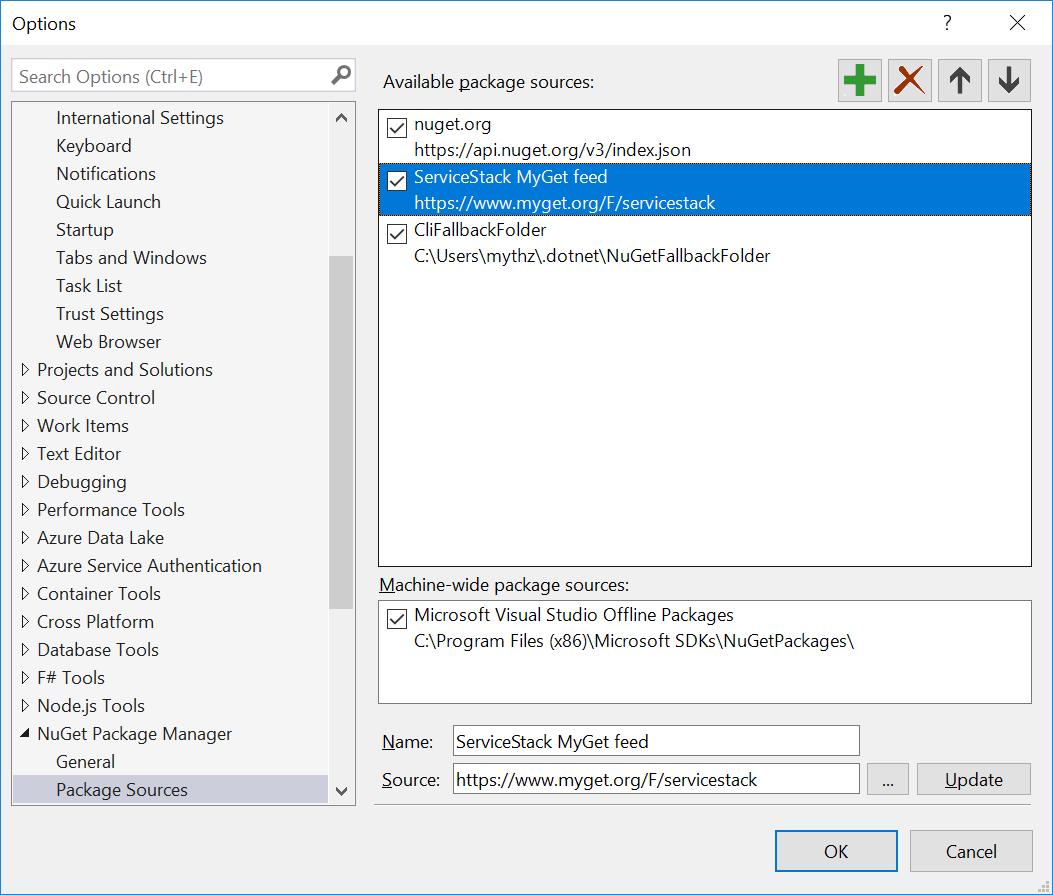 Options
?
Search Options (Ctrl+E)
International Settings
Keyboard
Notifications
Quick Launch
Startup
Tabs and Windows
Task List
Trust Settings
Web Browser
Projects and Solutions
Source Control
Work Items
Text Editor
Debugging
Performance Tools
Azure Data Lake
Azure Service Authentication
Container Tools
Cross Platform
Database Tools
F# Tools
Node.js Tools
NuGet Package Manager
General
Package Sources
Available package sources:
nuget.org
https://api.nuget.org/v3/index.json
ServiceStack MyGet feed
https://www.myget.org/F/servicestack
CliFallbackFolder
C:\Users\mythz\.dotnet\NuGetFallbackFolder
Machine-wide package sources:
Microsoft Visual Studio Offline Packages
C:\Program Files (x86)\Microsoft SDKs\NuGetPackages\
Name: ServiceStack MyGet feed
Source: https://www.myget.org/F/servicestack ... Update
OK Cancel